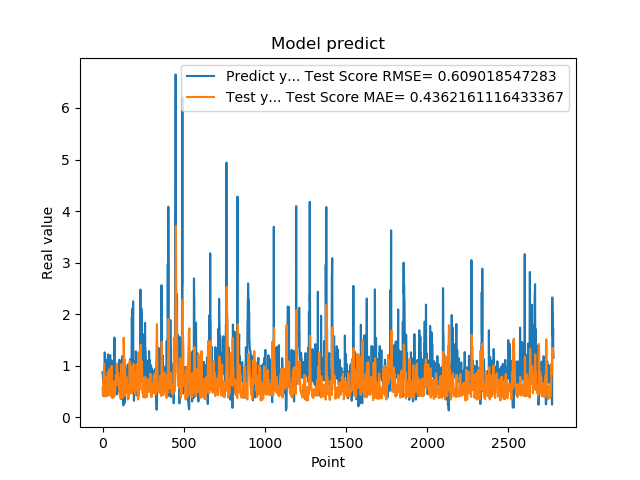 Model predict
Predict y... Test Score RMSE= 0.609018547283
Test y... Test Score MAE= 0.4362161116433367
Real value
6
5
4
3
2
1
0
0 500 1000 1500 2000 2500
Point